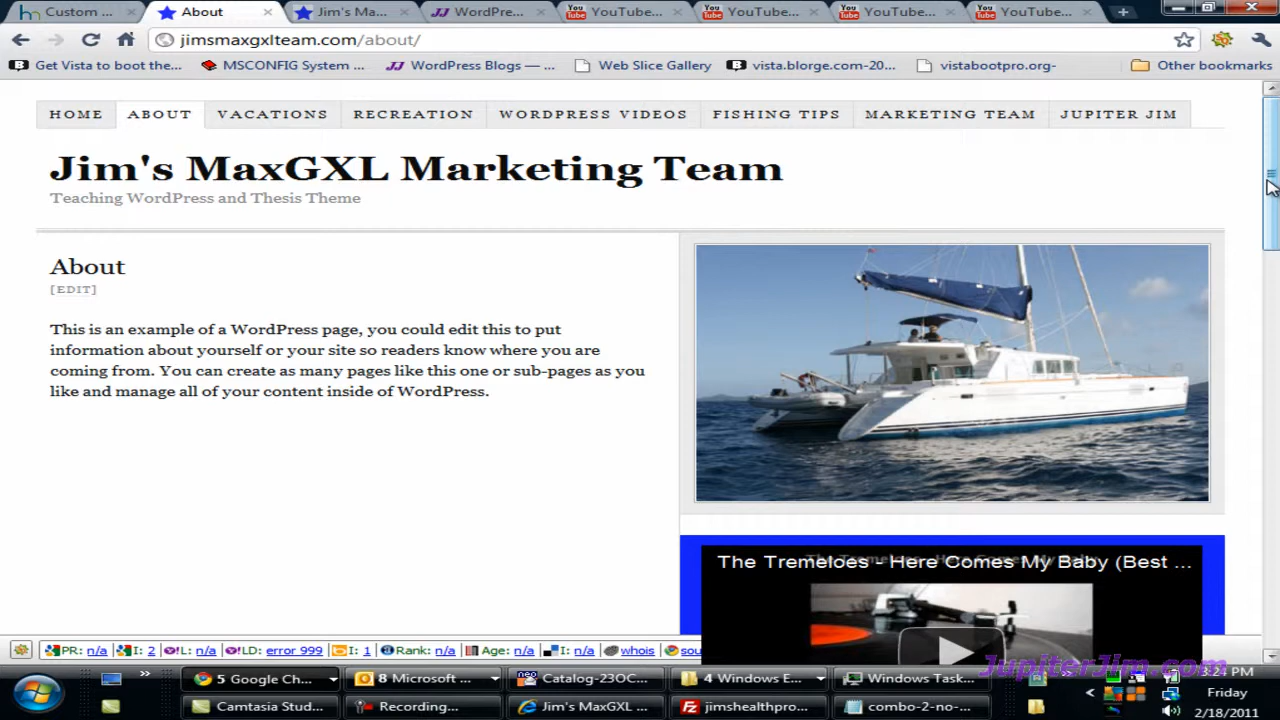 Custom ...
About
Jim's Ma...
WordPre...
YouTube...
YouTube...
YouTube...
YouTube...
jimsmaxgxlteam.com/about/
Get Vista to boot the...
MSCONFIG System ...
WordPress Blogs — ...
Web Slice Gallery
vista.blorge.com-20...
vistabootpro.org-
Other bookmarks
HOME
ABOUT
VACATIONS
RECREATION
WORDPRESS VIDEOS
FISHING TIPS
MARKETING TEAM
JUPITER JIM
Jim's MaxGXL Marketing Team
Teaching WordPress and Thesis Theme
About
[EDIT]
This is an example of a WordPress page, you could edit this to put
information about yourself or your site so readers know where you are
coming from. You can create as many pages like this one or sub-pages as you
like and manage all of your content inside of WordPress.
The Tremeloes - Here Comes My Baby (Best ...
PR: n/a
I: 2
L: n/a
LD: error 999
I: 1
Rank: n/a
Age: n/a
I: n/a
whois
sou
JupiterJim.com
5 Google Ch...
8 Microsoft ...
Catalog-23OC...
4 Windows E...
Windows Task...
3:24 PM
Friday
2/18/2011
Camtasia Stud...
Recording...
Jim's MaxGXL ...
jimshealthpro...
combo-2-no-...